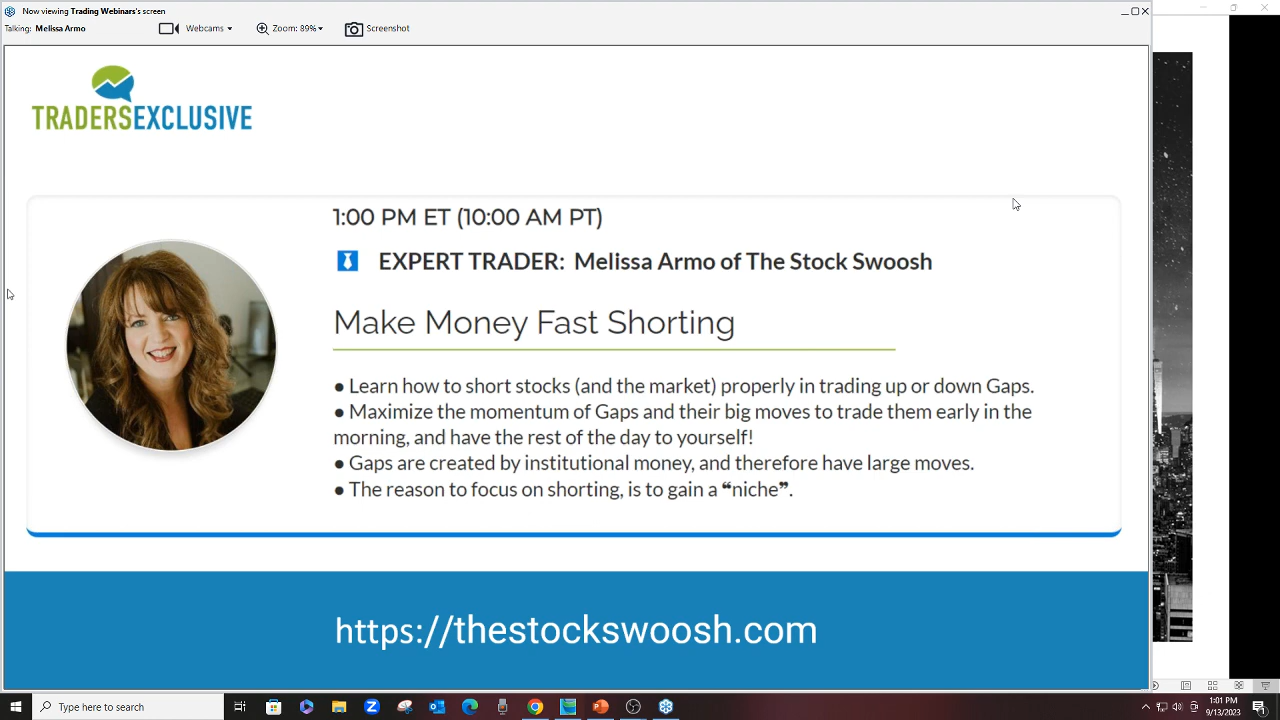 Now viewing Trading Webinars's screen
Talking: Melissa Armo
Webcams
Zoom: 89%
Screenshot
TRADERSEXCLUSIVE
1:00 PM ET (10:00 AM PT)
EXPERT TRADER: Melissa Armo of The Stock Swoosh
Make Money Fast Shorting
● Learn how to short stocks (and the market) properly in trading up or down Gaps.
● Maximize the momentum of Gaps and their big moves to trade them early in the
morning, and have the rest of the day to yourself!
● Gaps are created by institutional money, and therefore have large moves.
● The reason to focus on shorting, is to gain a ❝niche❞.
https://thestockswoosh.com
Type here to search
1:01 PM
9/13/2023